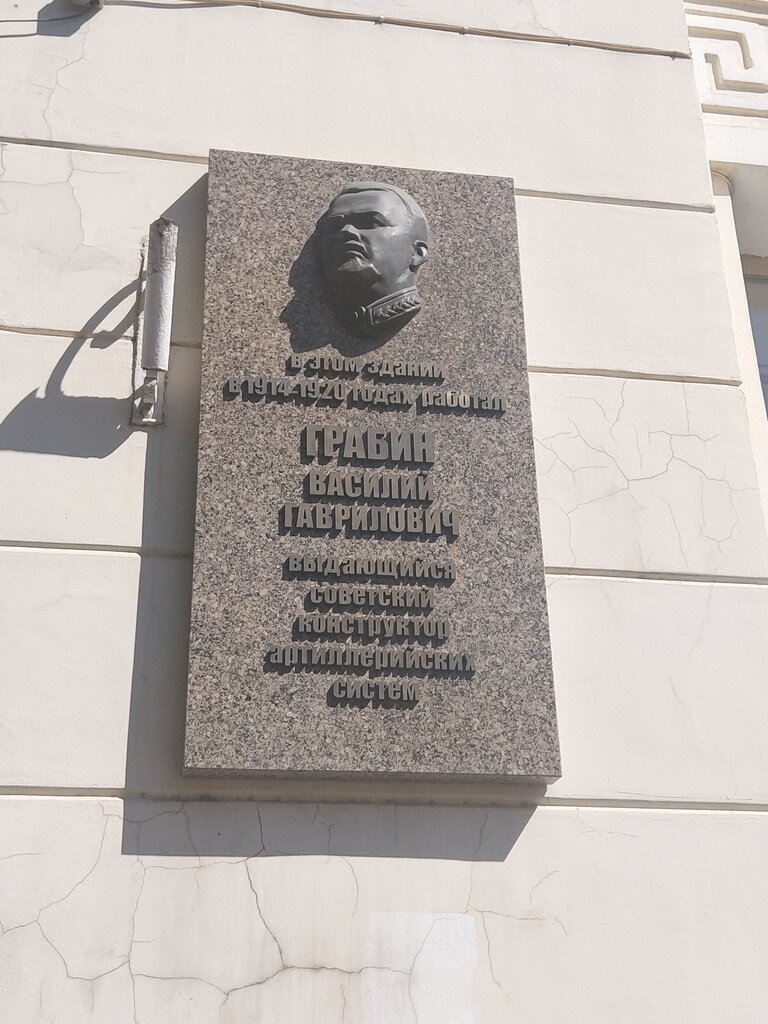 в этом здании
в 1914-1920 годах работал
ГРАБИН
ВАСИЛИЙ
ГАВРИЛОВИЧ
выдающийся
советский
конструктор
артиллерийских
систем